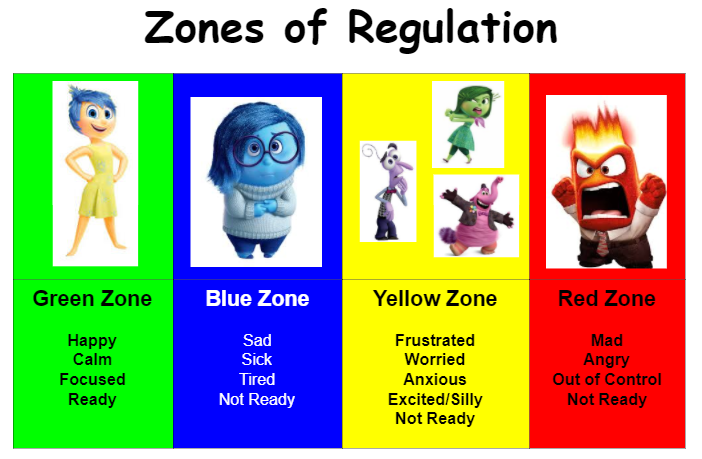 Zones of Regulation
Green Zone
Happy
Calm
Focused
Ready
Blue Zone
Sad
Sick
Tired
Not Ready
Yellow Zone
Frustrated
Worried
Anxious
Excited/Silly
Not Ready
Red Zone
Mad
Angry
Out of Control
Not Ready